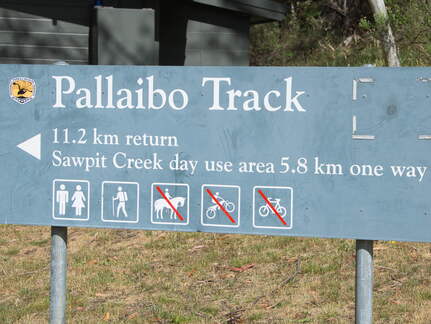 Pallaibo Track
11.2 km return
Sawpit Creek day use area 5.8 km one way